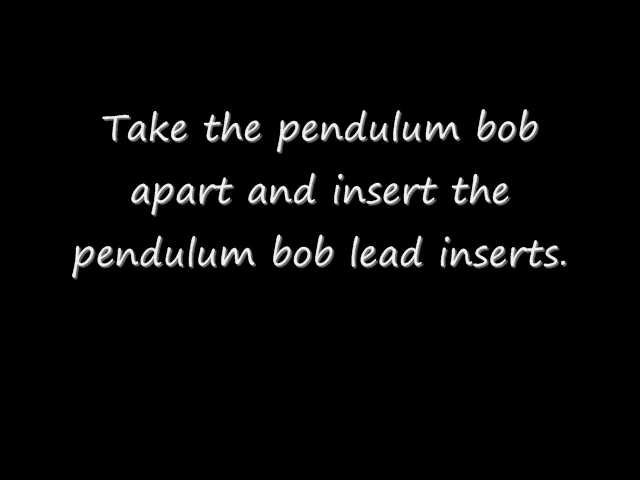 Take the pendulum bob
apart and insert the
pendulum bob lead inserts.